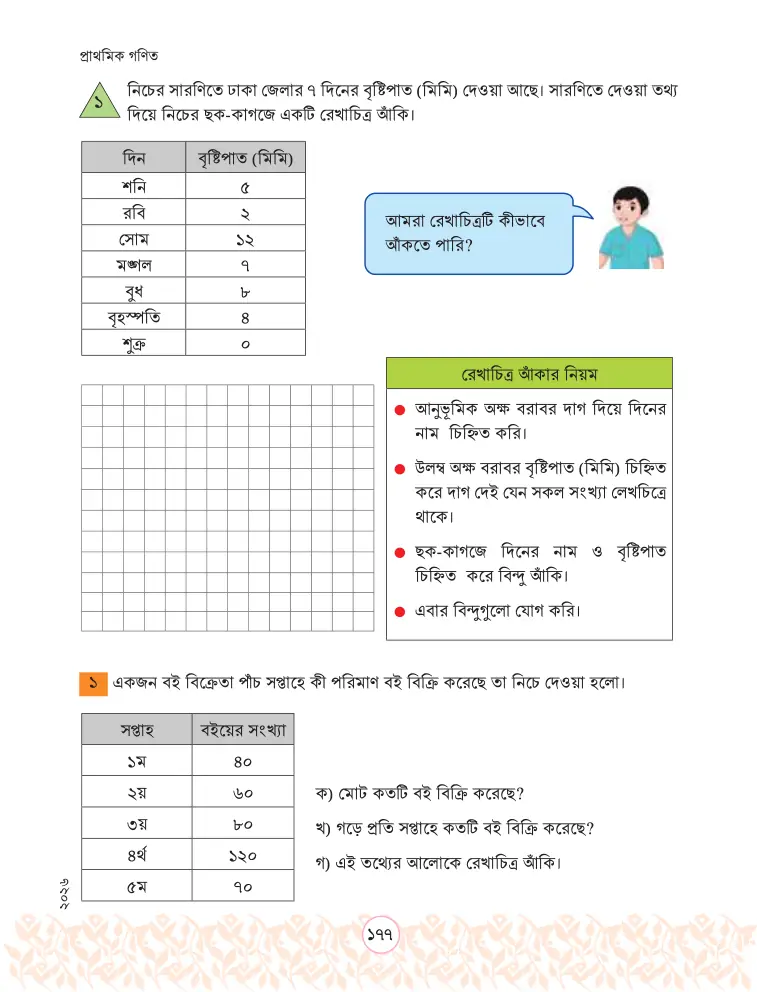 প্রাথমিক গণিত
১
নিচের সারণিতে ঢাকা জেলার ৭ দিনের বৃষ্টিপাত (মিমি) দেওয়া আছে। সারণিতে দেওয়া তথ্য
দিয়ে নিচের ছক-কাগজে একটি রেখাচিত্র আঁকি।
দিন বৃষ্টিপাত (মিমি)
শনি ৫
রবি ২
সোম ১২
মঙ্গল ৭
বুধ ৮
বৃহস্পতি ৪
শুক্র ০
আমরা রেখাচিত্রটি কীভাবে
আঁকতে পারি?
রেখাচিত্র আঁকার নিয়ম
আনুভূমিক অক্ষ বরাবর দাগ দিয়ে দিনের
নাম চিহ্নিত করি।
উলম্ব অক্ষ বরাবর বৃষ্টিপাত (মিমি) চিহ্নিত
করে দাগ দেই যেন সকল সংখ্যা লেখচিত্রে
থাকে।
ছক-কাগজে দিনের নাম ও বৃষ্টিপাত
চিহ্নিত করে বিন্দু আঁকি।
এবার বিন্দুগুলো যোগ করি।
১ একজন বই বিক্রেতা পাঁচ সপ্তাহে কী পরিমাণ বই বিক্রি করেছে তা নিচে দেওয়া হলো।
সপ্তাহ বইয়ের সংখ্যা
১ম ৪০
২য় ৬০
৩য় ৮০
৪র্থ ১২০
৫ম ৭০
ক) মোট কতটি বই বিক্রি করেছে?
খ) গড়ে প্রতি সপ্তাহে কতটি বই বিক্রি করেছে?
গ) এই তথ্যের আলোকে রেখাচিত্র আঁকি।
২০২৬
১৭৭